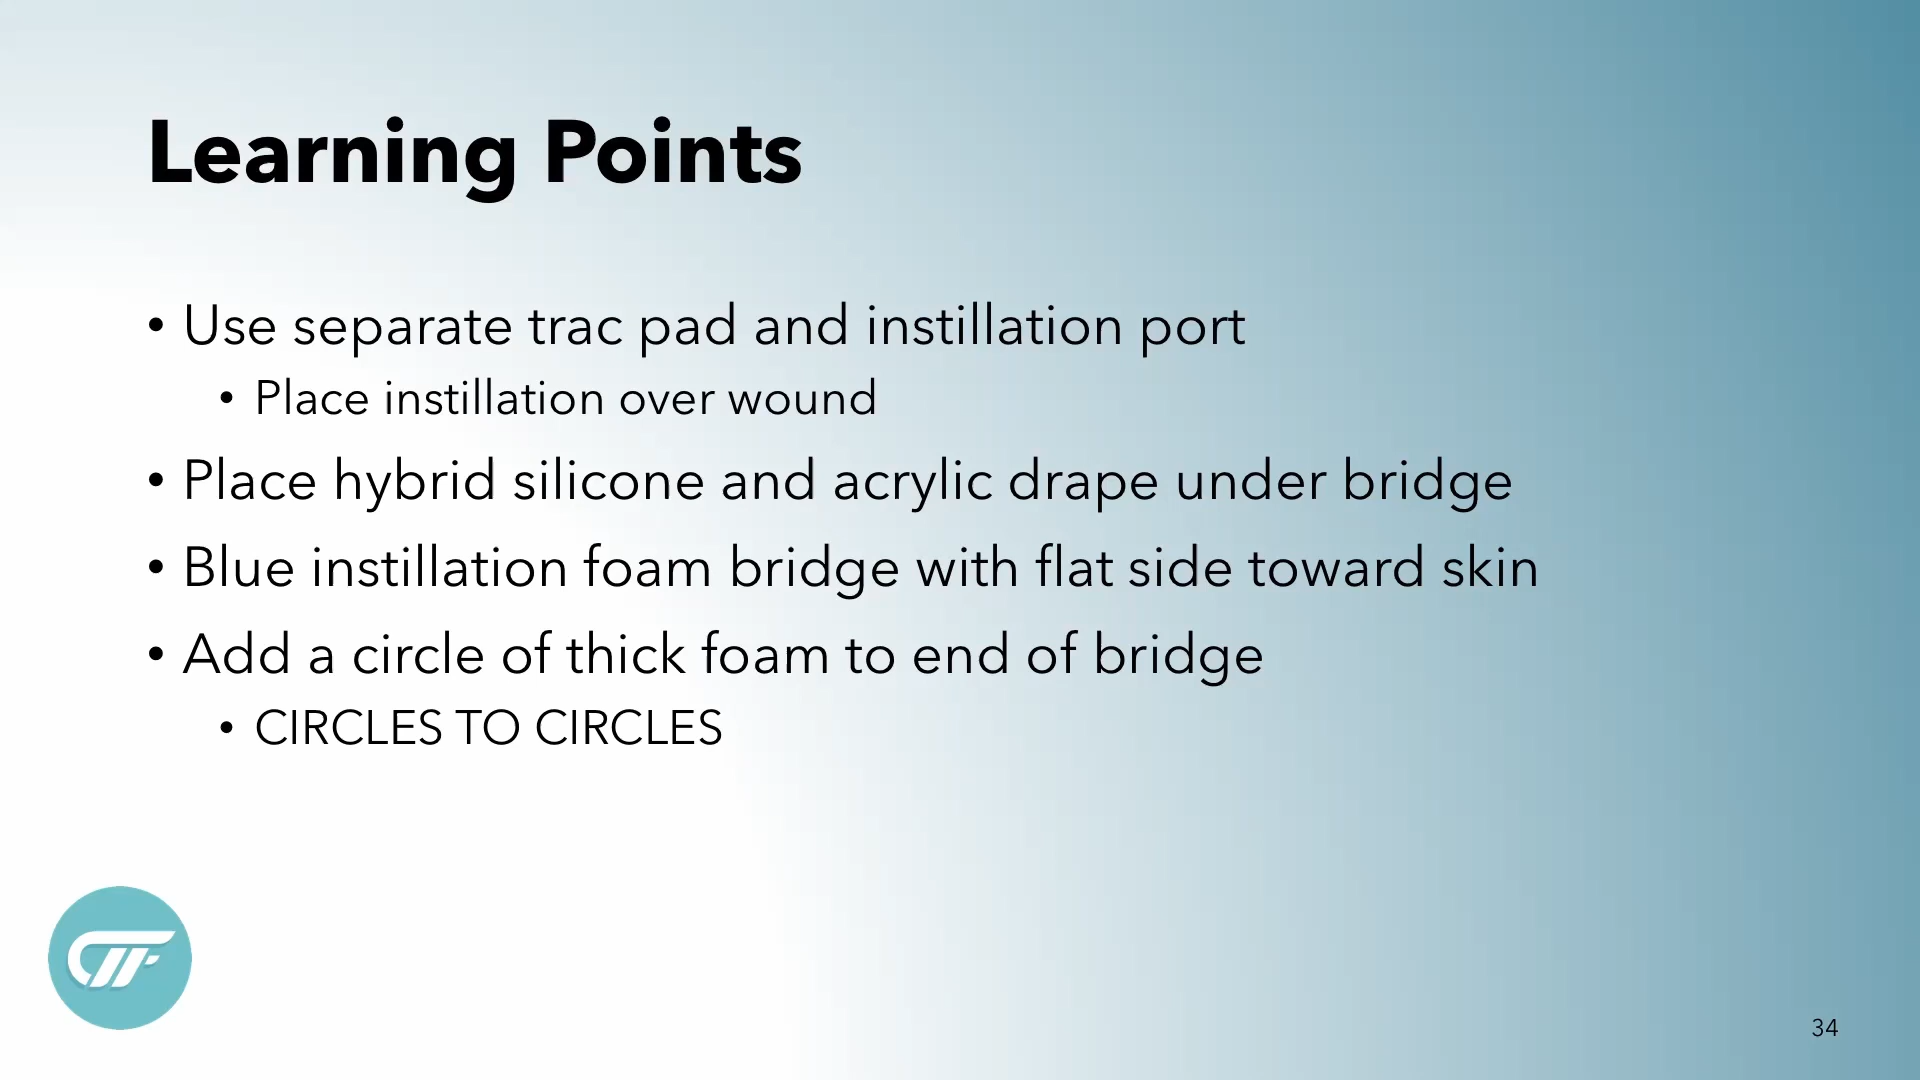 Learning Points
• Use separate trac pad and instillation port
• Place instillation over wound
• Place hybrid silicone and acrylic drape under bridge
• Blue instillation foam bridge with flat side toward skin
• Add a circle of thick foam to end of bridge
• CIRCLES TO CIRCLES
34